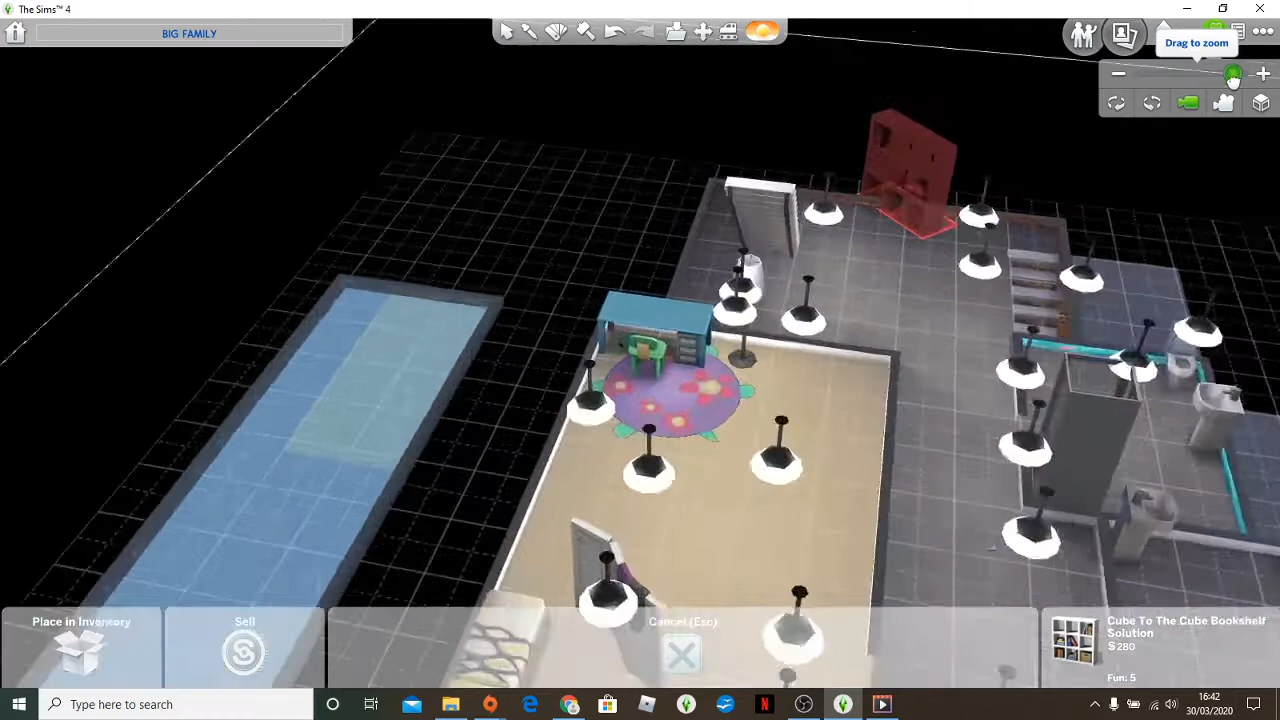 The Sims™ 4
BIG FAMILY
Drag to zoom
Place in Inventory
Sell
Cancel (Esc)
Cube To The Cube Bookshelf
Solution
§280
Fun: 5
Type here to search
16:42
30/03/2020